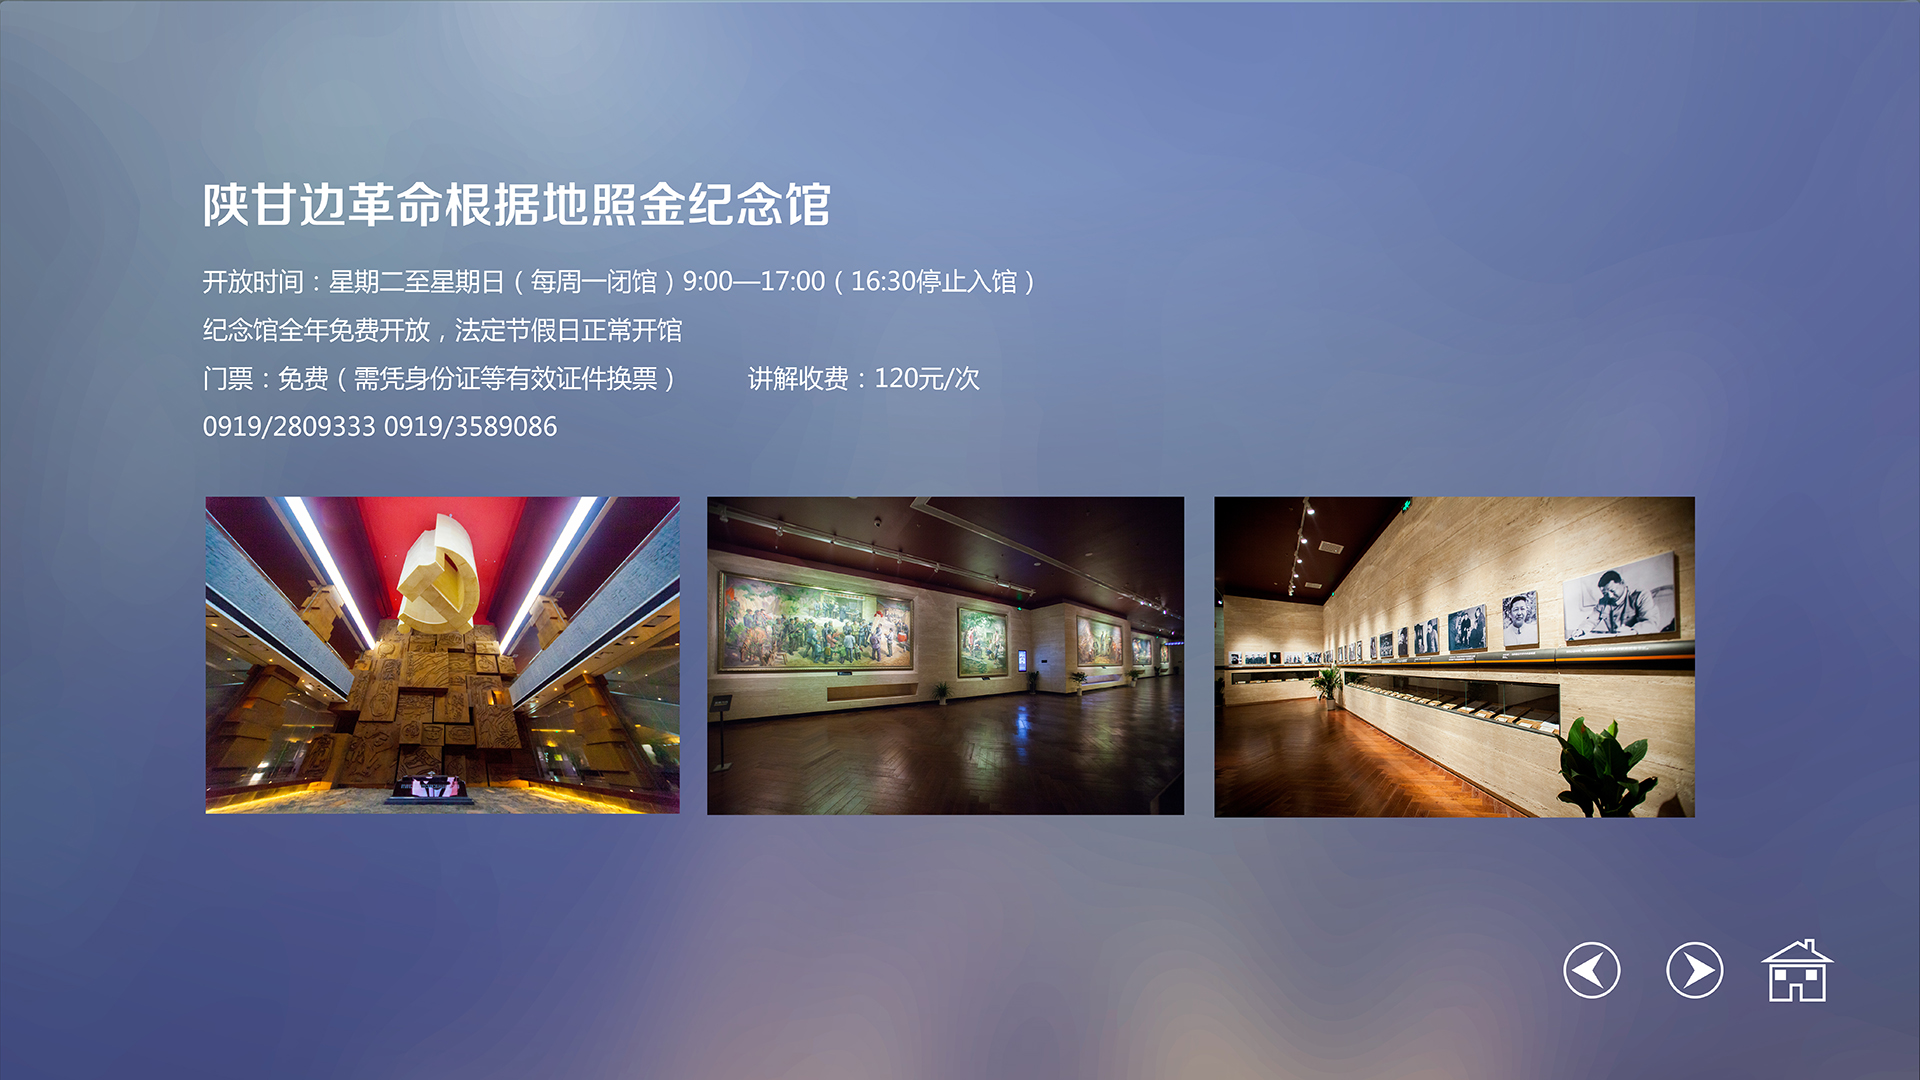 陕甘边革命根据地照金纪念馆
开放时间：星期二至星期日（每周一闭馆）9:00—17:00（16:30停止入馆）
纪念馆全年免费开放，法定节假日正常开馆
门票：免费（需凭身份证等有效证件换票） 讲解收费：120元/次
0919/2809333 0919/3589086